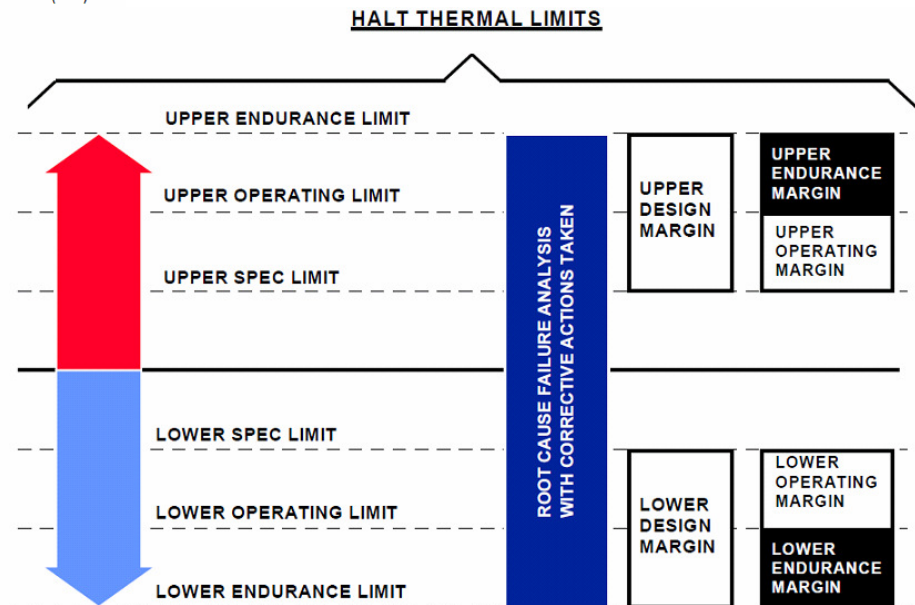 HALT THERMAL LIMITS
UPPER ENDURANCE LIMIT
UPPER OPERATING LIMIT
UPPER SPEC LIMIT
LOWER SPEC LIMIT
LOWER OPERATING LIMIT
LOWER ENDURANCE LIMIT
ROOT CAUSE FAILURE ANALYSIS
WITH CORRECTIVE ACTIONS TAKEN
UPPER
DESIGN
MARGIN
UPPER
ENDURANCE
MARGIN
UPPER
OPERATING
MARGIN
LOWER
DESIGN
MARGIN
LOWER
OPERATING
MARGIN
LOWER
ENDURANCE
MARGIN